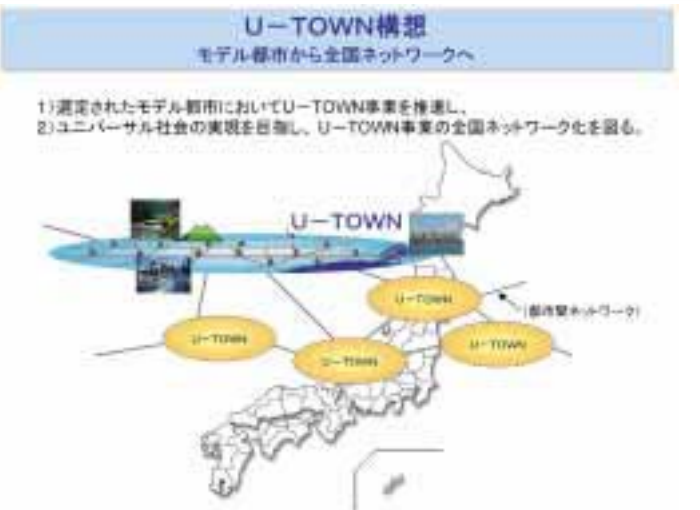 U－TOWN構想
モデル都市から全国ネットワークへ
1）選定されたモデル都市においてU－TOWN事業を推進し、
2）ユニバーサル社会の実現を目指し、U－TOWN事業の全国ネットワーク化を図る。
U－TOWN
U－TOWN
（都市間ネットワーク）
U－TOWN
U－TOWN
U－TOWN